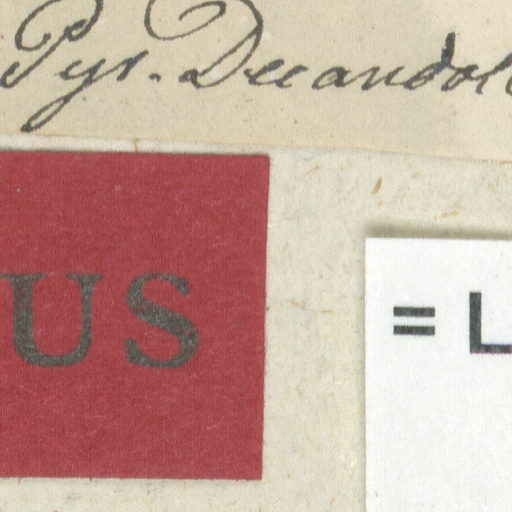 Pyr. Decandol
US
= L